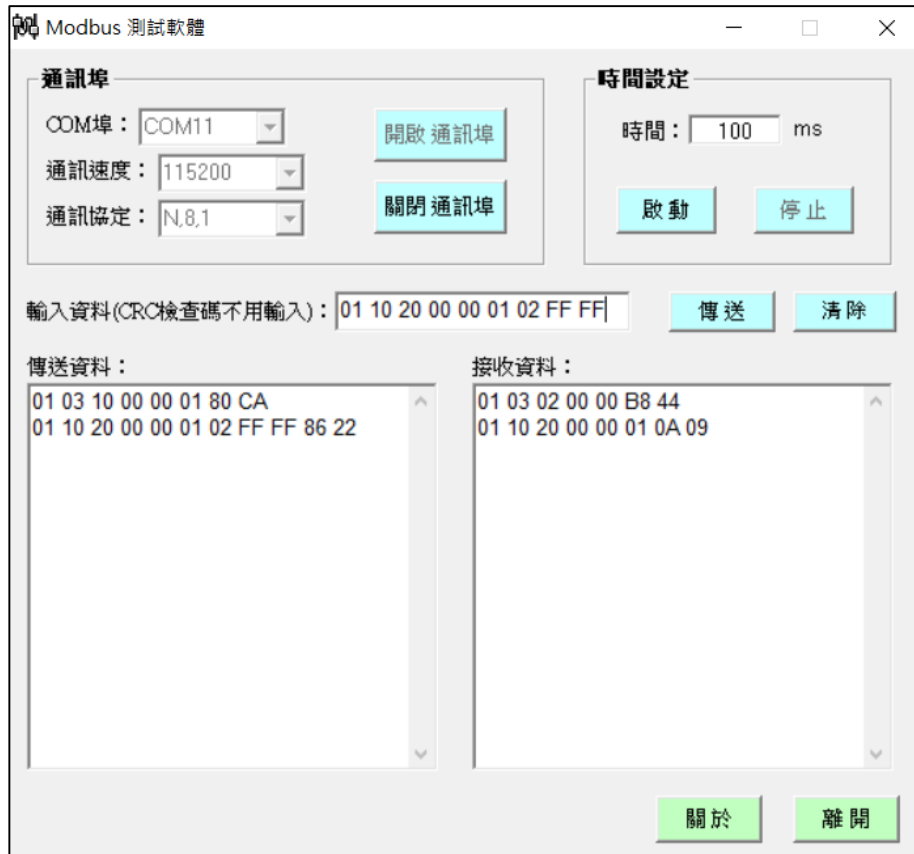 Modbus 測試軟體
通訊埠
COM埠：COM11
開啟 通訊埠
通訊速度：115200
關閉 通訊埠
通訊協定：N,8,1
時間設定
時間：100 ms
啟動 停止
輸入資料(CRC檢查碼不用輸入)：01 10 20 00 00 01 02 FF FF 傳送 清除
傳送資料：
01 03 10 00 00 01 80 CA
01 10 20 00 00 01 02 FF FF 86 22
接收資料：
01 03 02 00 00 B8 44
01 10 20 00 00 01 0A 09
關於 離開